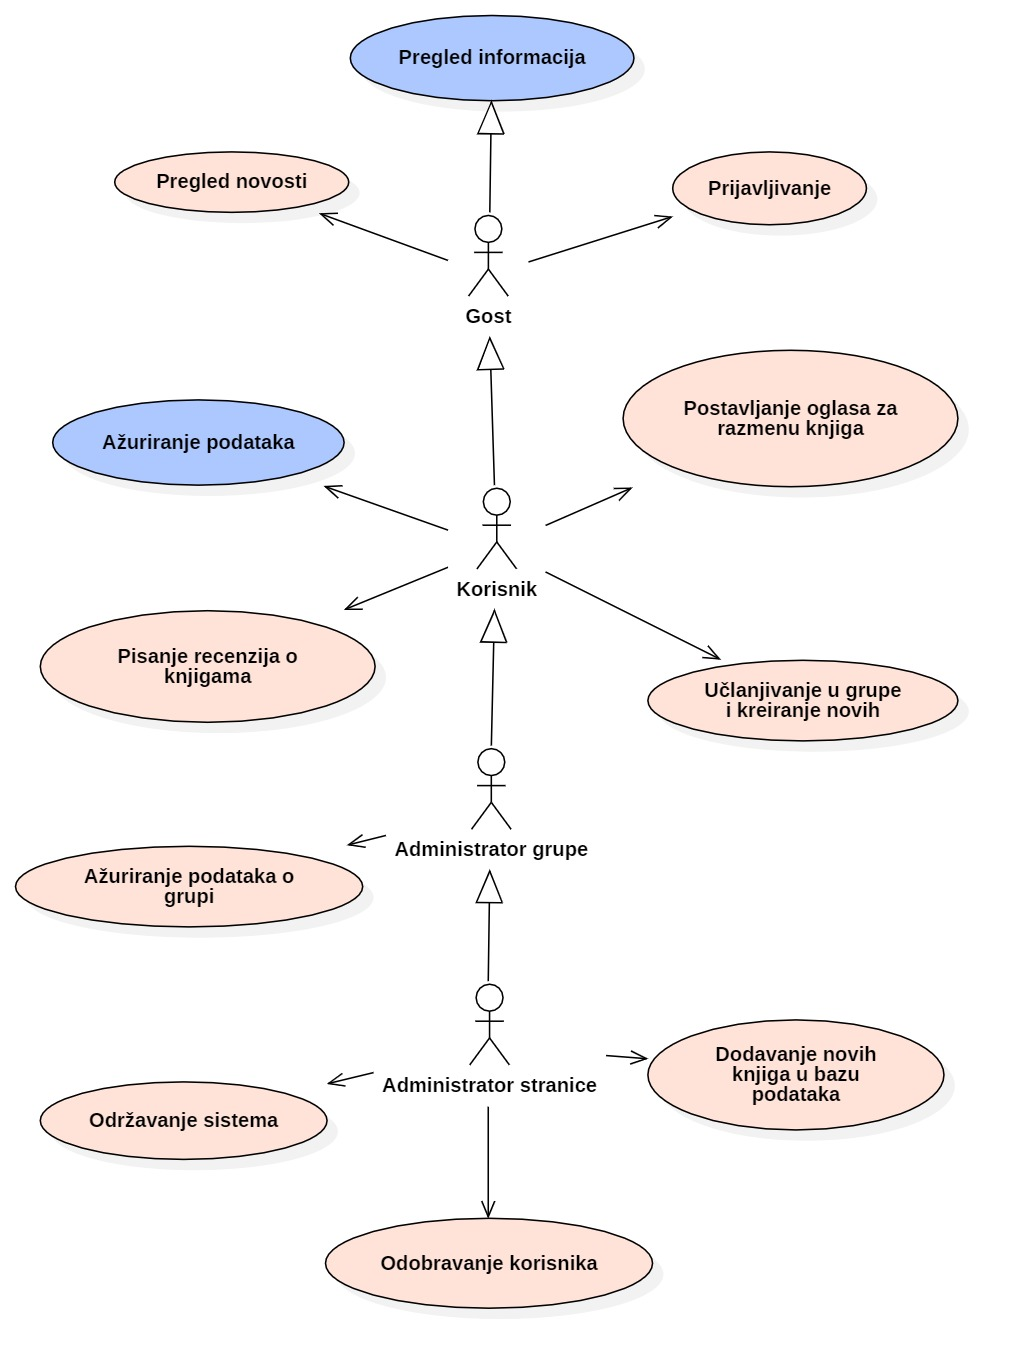 Pregled informacija
Pregled novosti
Prijavljivanje
Gost
Postavljanje oglasa za
razmenu knjiga
Ažuriranje podataka
Korisnik
Pisanje recenzija o
knjigama
Učlanjivanje u grupe
i kreiranje novih
Administrator grupe
Ažuriranje podataka o
grupi
Administrator stranice
Dodavanje novih
knjiga u bazu
podataka
Održavanje sistema
Odobravanje korisnika